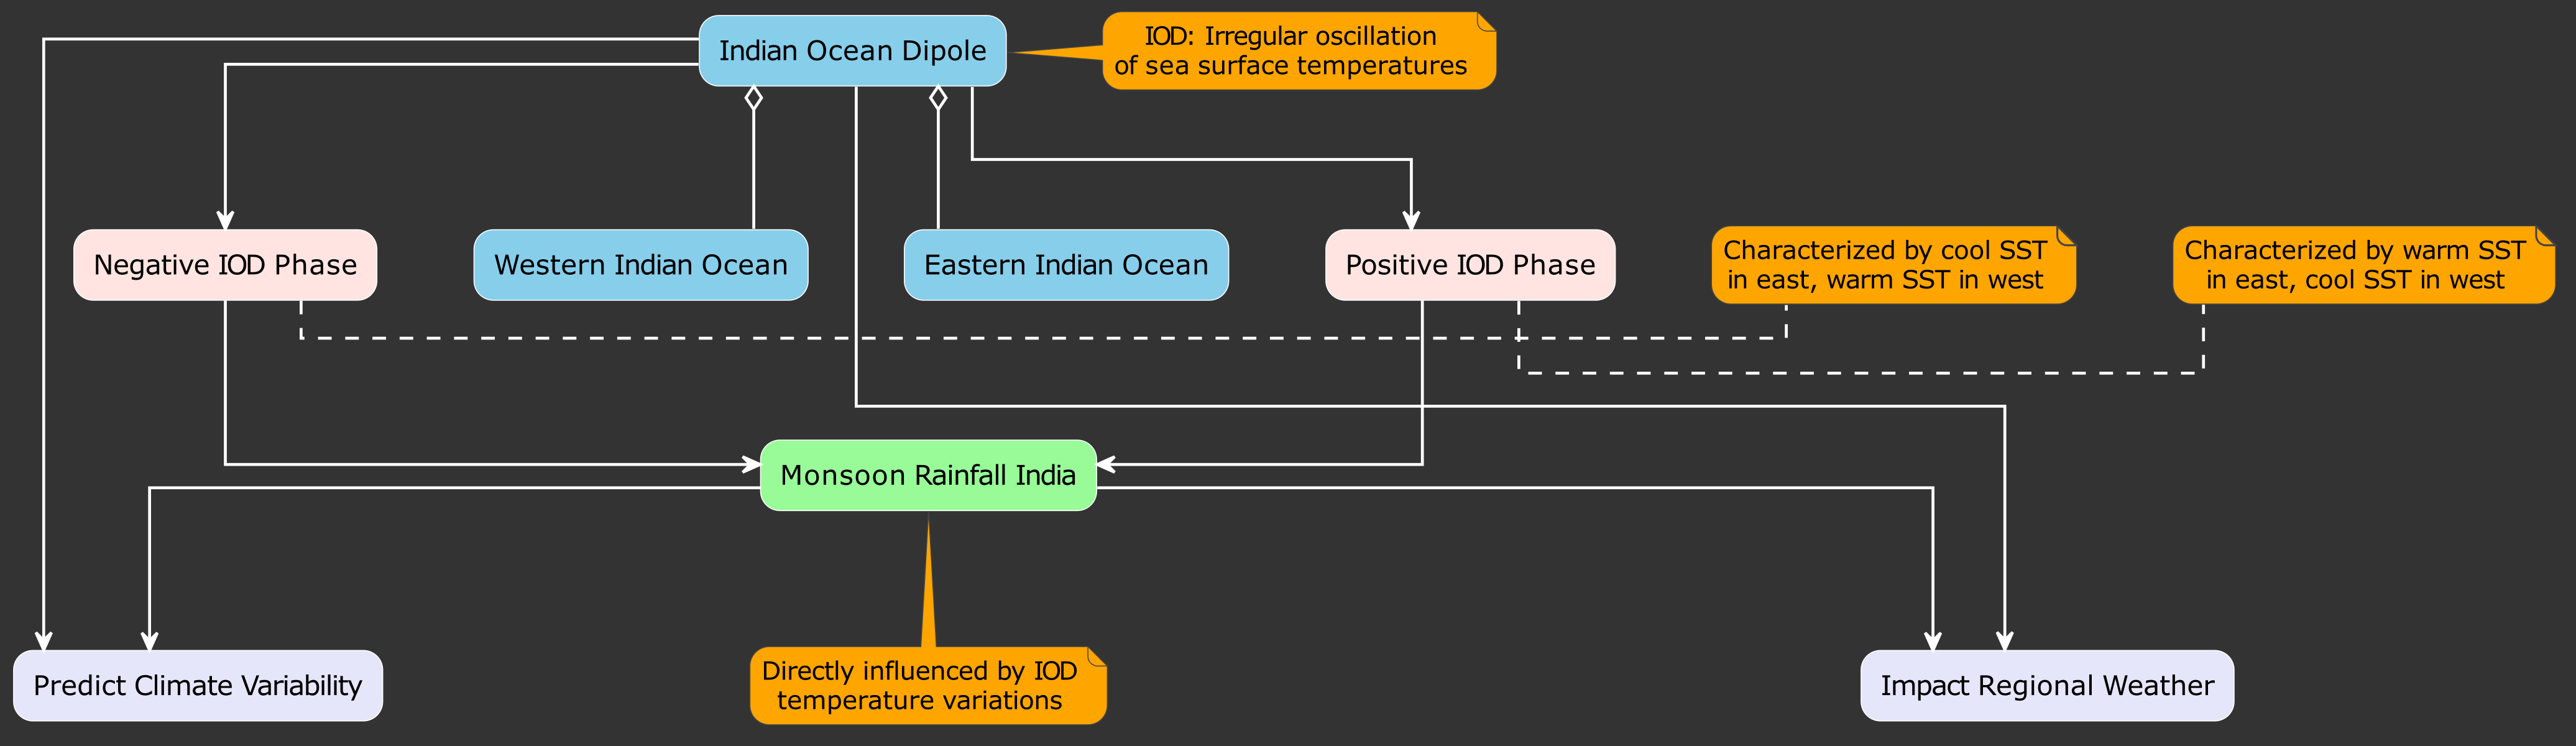 Indian Ocean Dipole
IOD: Irregular oscillation
of sea surface temperatures
Negative IOD Phase
Western Indian Ocean
Eastern Indian Ocean
Positive IOD Phase
Characterized by cool SST
in east, warm SST in west
Characterized by warm SST
in east, cool SST in west
Monsoon Rainfall India
Predict Climate Variability
Directly influenced by IOD
temperature variations
Impact Regional Weather